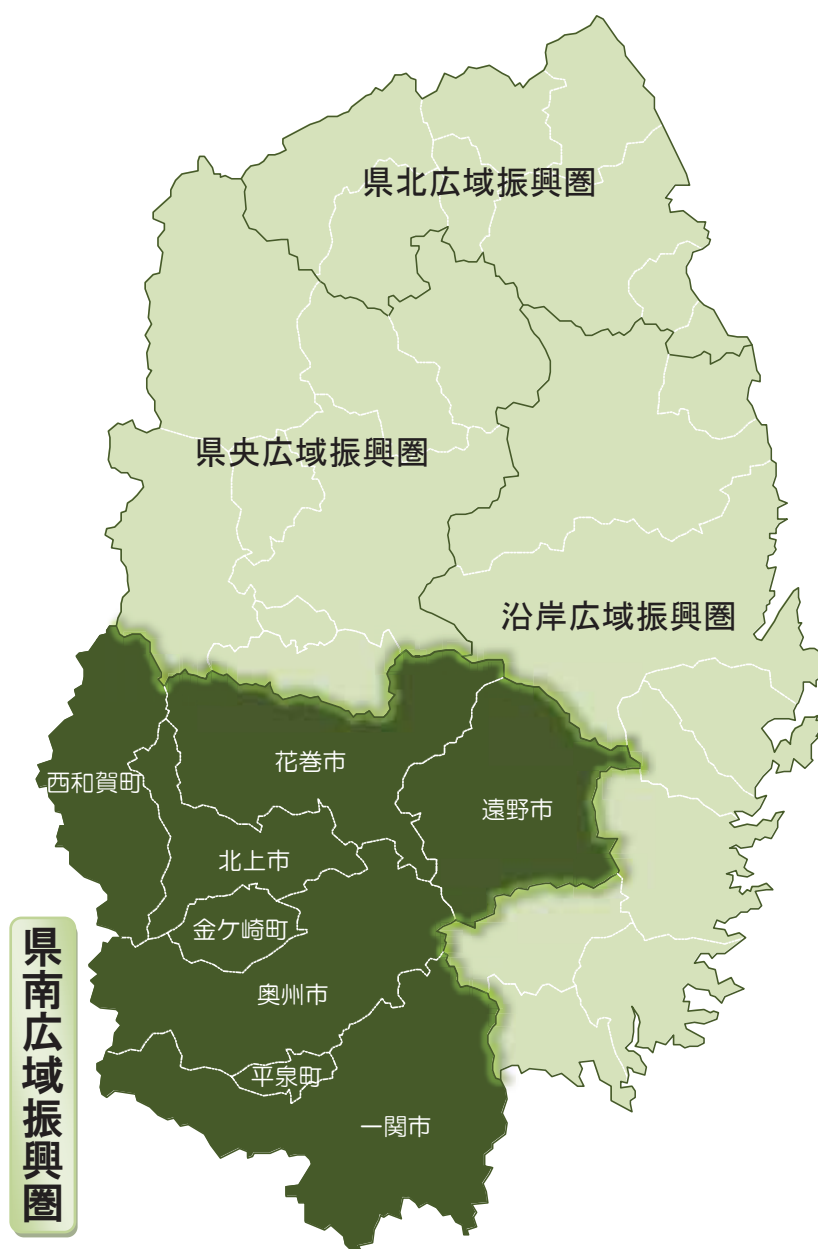 県北広域振興圏
県央広域振興圏
沿岸広域振興圏
花巻市
西和賀町
遠野市
北上市
金ケ崎町
奥州市
平泉町
一関市
県南広域振興圏